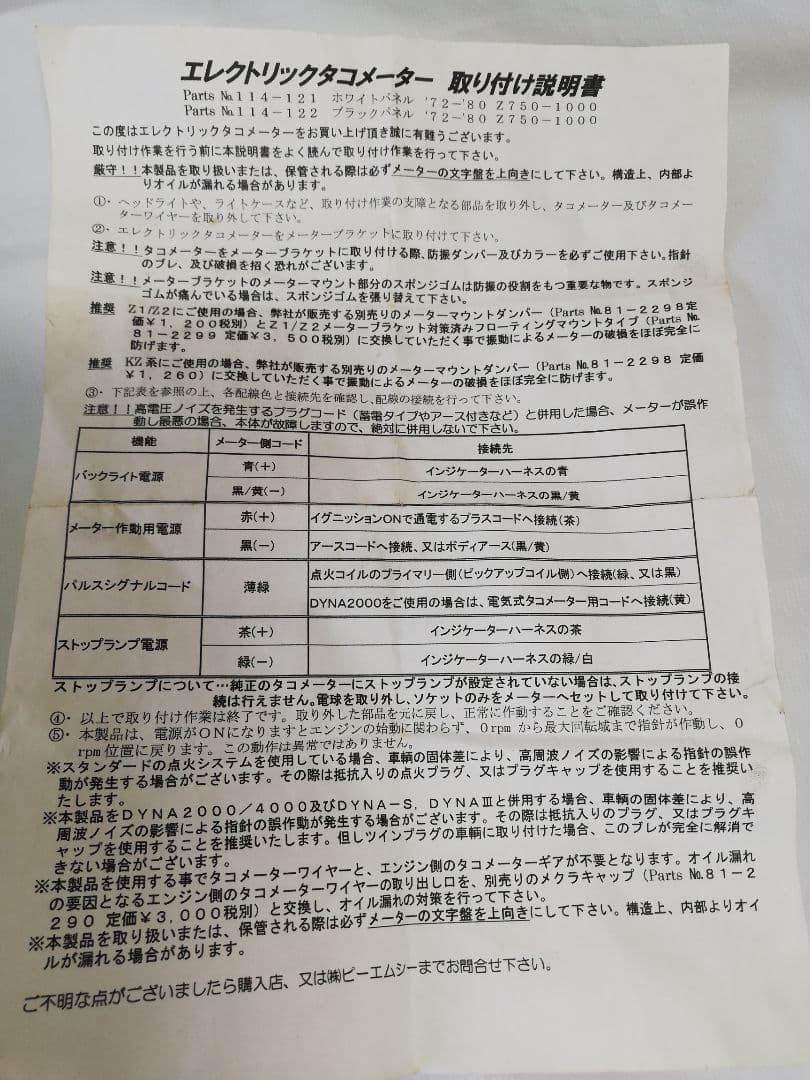 エレクトリックタコメーター 取り付け説明書
Parts №114-121 ホワイトパネル '72-'80 Z750-1000
Parts №114-122 ブラックパネル '72-'80 Z750-1000
この度はエレクトリックタコメーターをお買い上げ頂き誠に有難うございます。
取り付け作業を行う前に本説明書をよく読んで取り付け作業を行って下さい。
厳守!!本製品を取り扱いまたは、保管される際は必ずメーターの文字盤を上向きにして下さい。構造上、内部よ
りオイルが漏れる場合があります。
①・ヘッドライトや、ライトケースなど、取り付け作業の支障となる部品を取り外し、タコメーター及びタコメー
ターワイヤーを取り外して下さい。
②・エレクトリックタコメーターをメーターブラケットに取り付けて下さい。
注意!!タコメーターをメーターブラケットに取り付ける際、防振ダンパー及びカラーを必ずご使用下さい。指針
のブレ、及び破損を招く恐れがございます。
注意!!メーターブラケットのメーターマウント部分のスポンジゴムは防振の役割をもつ重要な物です。スポンジ
ゴムが痛んでいる場合は、スポンジゴムを張り替えて下さい。
推奨 Z1/Z2にご使用の場合、弊社が販売する別売りのメーターマウントダンパー(Parts №81-2298定
価¥1,200税別)とZ1/Z2メーターブラケット対策済みフローティングマウントタイプ(Parts №
81-2299 定価¥3,500税別)に交換していただく事で振動によるメーターの破損をほぼ完全に
防げます。
推奨 KZ系にご使用の場合、弊社が販売する別売りのメーターマウントダンパー(Parts №81-2298 定価
¥1,260)に交換していただく事で振動によるメーターの破損をほぼ完全に防げます。
③・下記表を参照の上、各配線色と接続先を確認し、配線の接続を行って下さい。
注意!!高電圧ノイズを発生するプラグコード(蓄電タイプやアース付きなど)と併用した場合、メーターが誤作
動し最悪の場合、本体が故障しますので、絶対に併用しないで下さい。
機能 メーター側コード 接続先
バックライト電源 青(+) インジケーターハーネスの青
黒/黄(-) インジケーターハーネスの黒/黄
メーター作動用電源 赤(+) イグニッションONで通電するプラスコードへ接続(茶)
黒(-) アースコードへ接続、又はボディアース(黒/黄)
パルスシグナルコード 薄緑 点火コイルのプライマリー側(ピックアップコイル側)へ接続(緑、又は黒)
DYNA2000をご使用の場合は、電気式タコメーター用コードへ接続(黄)
ストップランプ電源 茶(+) インジケーターハーネスの茶
緑(-) インジケーターハーネスの緑/白
ストップランプについて…純正のタコメーターにストップランプが設定されていない場合は、ストップランプの接
続は行えません。電球を取り外し、ソケットのみをメーターへセットして取り付けて下さい。
④・以上で取り付け作業は終了です。取り外した部品を元に戻し、正常に作動することをご確認ください。
⑤・本製品は、電源がONになりますとエンジンの始動に関わらず、0rpmから最大回転域まで指針が作動し、0
rpm位置に戻ります。この動作は異常ではありません。
※スタンダードの点火システムを使用している場合、車輌の固体差により、高周波ノイズの影響による指針の誤作
動が発生する場合がございます。その際は抵抗入りの点火プラグ、又はプラグキャップを使用することを推奨い
たします。
※本製品をDYNA2000/4000及びDYNA-S,DYNAⅢと併用する場合、車輌の固体差により、高
周波ノイズの影響による指針の誤作動が発生する場合がございます。その際は抵抗入りのプラグ、又はプラグキ
ャップを使用することを推奨いたします。但しツインプラグの車輌に取り付けた場合、このブレが完全に解消で
きない場合がございます。
※本製品を使用する事でタコメーターワイヤーと、エンジン側のタコメーターギアが不要となります。オイル漏れ
の要因となるエンジン側のタコメーターワイヤーの取り出し口を、別売りのメクラキャップ(Parts №81-2
290 定価¥3,000税別)と交換し、オイル漏れの対策を行って下さい。
※本製品を取り扱いまたは、保管される際は必ずメーターの文字盤を上向きにして下さい。構造上、内部よりオイ
ルが漏れる場合があります。
ご不明な点がございましたら購入店、又は㈱ピーエムシーまでお問合せ下さい。